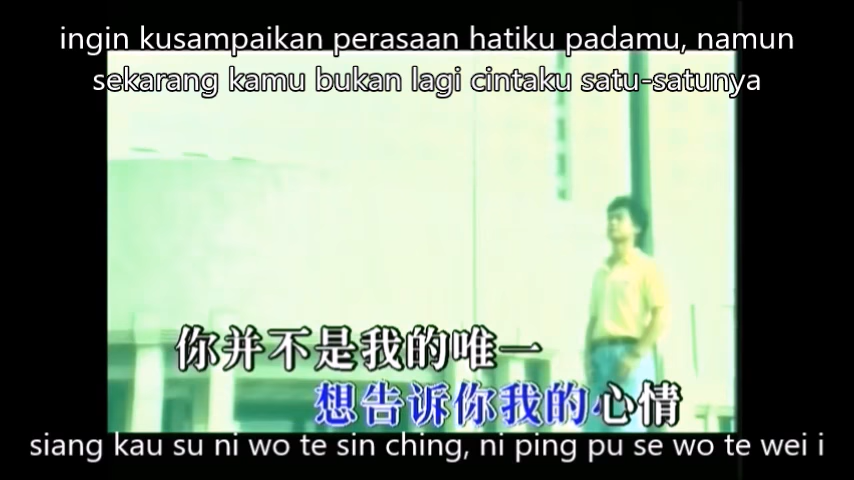 ingin kusampaikan perasaan hatiku padamu, namun
sekarang kamu bukan lagi cintaku satu-satunya
你并不是我的唯一
想告诉你我的心情
siang kau su ni wo te sin ching, ni ping pu se wo te wei i